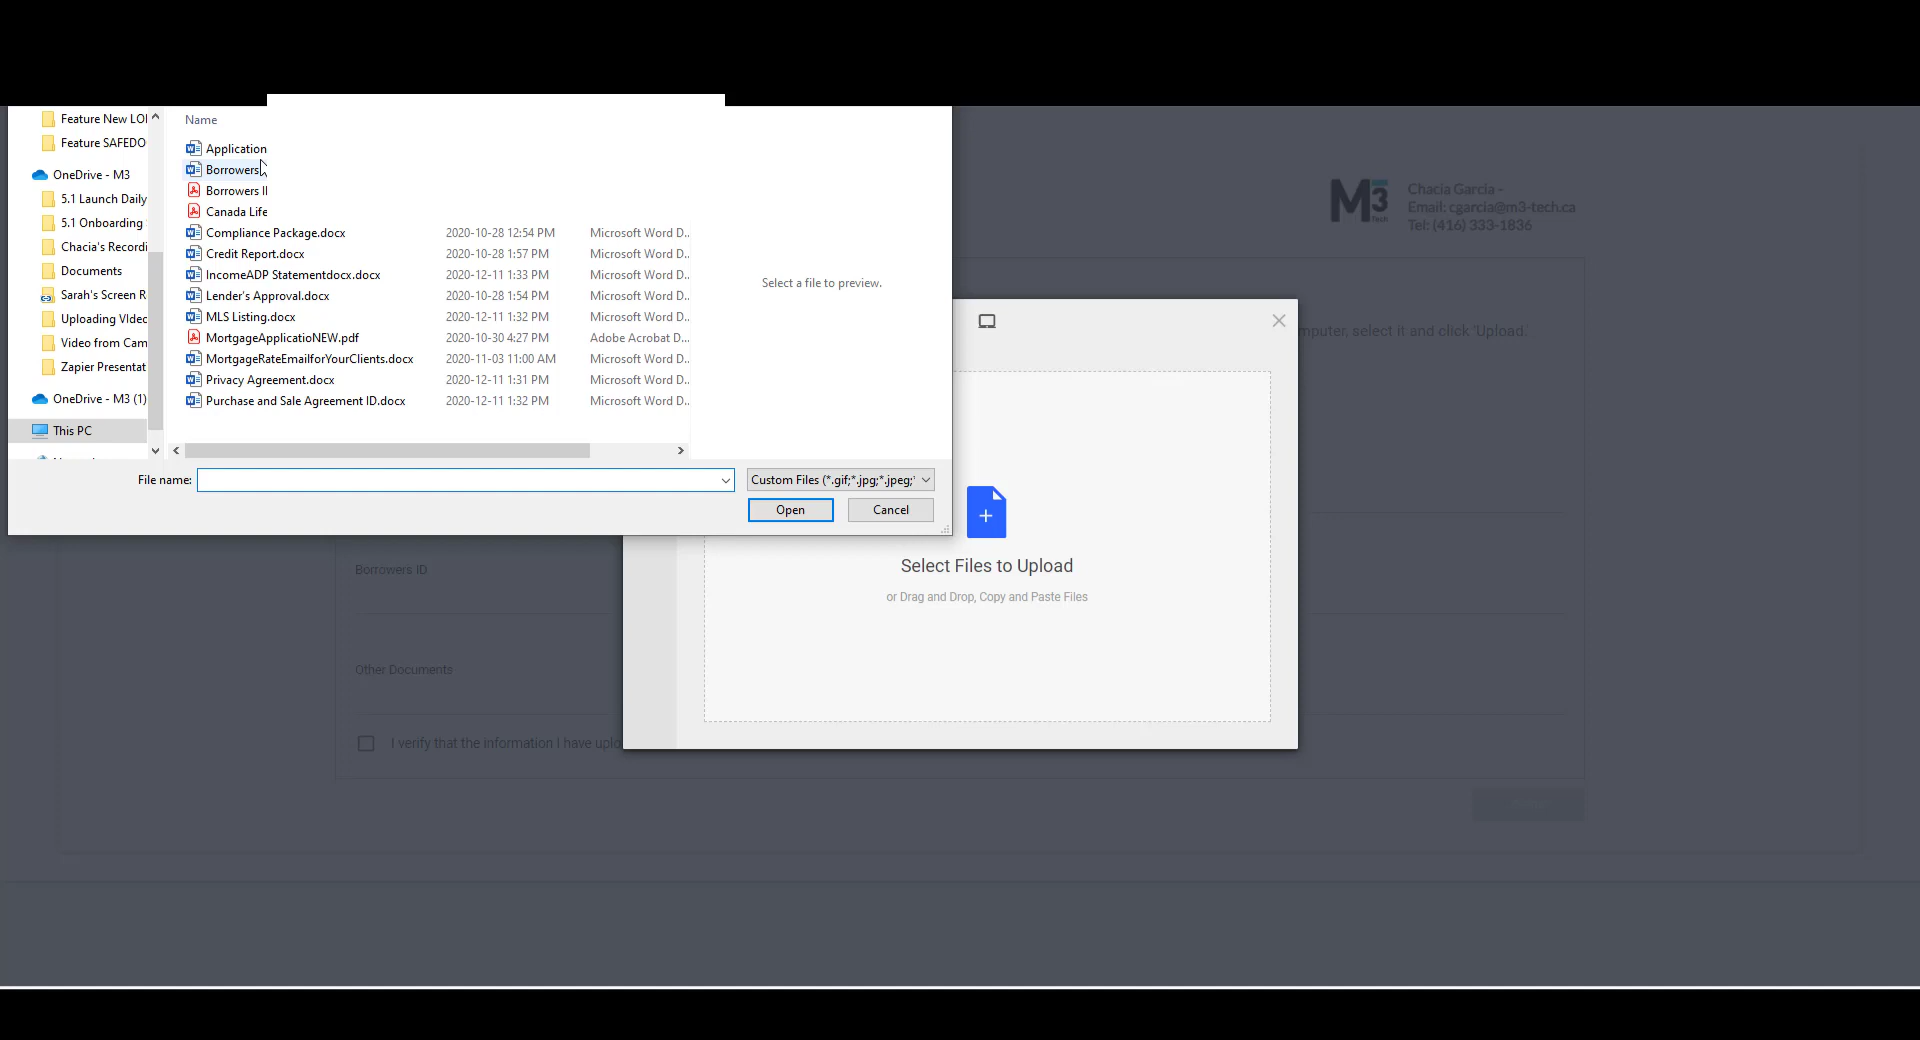 Feature New LO
Feature SAFEDO
OneDrive - M3
5.1 Launch Daily
5.1 Onboarding
Chacia's Recordi
Documents
Sarah's Screen R
Uploading VIdec
Video from Cam
Zapier Presentat
OneDrive - M3 (1)
This PC
Name
Application
Borrowers
Borrowers I
Canada Life
Compliance Package.docx 2020-10-28 12:54 PM Microsoft Word D..
Credit Report.docx 2020-10-28 1:57 PM Microsoft Word D..
IncomeADP Statementdocx.docx 2020-12-11 1:33 PM Microsoft Word D..
Lender's Approval.docx 2020-10-28 1:54 PM Microsoft Word D..
MLS Listing.docx 2020-12-11 1:32 PM Microsoft Word D..
MortgageApplicatioNEW.pdf 2020-10-30 4:27 PM Adobe Acrobat D...
MortgageRateEmailforYourClients.docx 2020-11-03 11:00 AM Microsoft Word D..
Privacy Agreement.docx 2020-12-11 1:31 PM Microsoft Word D..
Purchase and Sale Agreement ID.docx 2020-12-11 1:32 PM Microsoft Word D..
Select a file to preview.
File name:
Custom Files (*.gif;*.jpg;*.jpeg;*
Open
Cancel
M3
Tech
Chacia Garcia -
Email: cgarcia@m3-tech.ca
Tel: (416) 333-1836
mputer, select it and click 'Upload.'
Select Files to Upload
or Drag and Drop, Copy and Paste Files
Borrowers ID
Other Documents
I verify that the information I have uplo